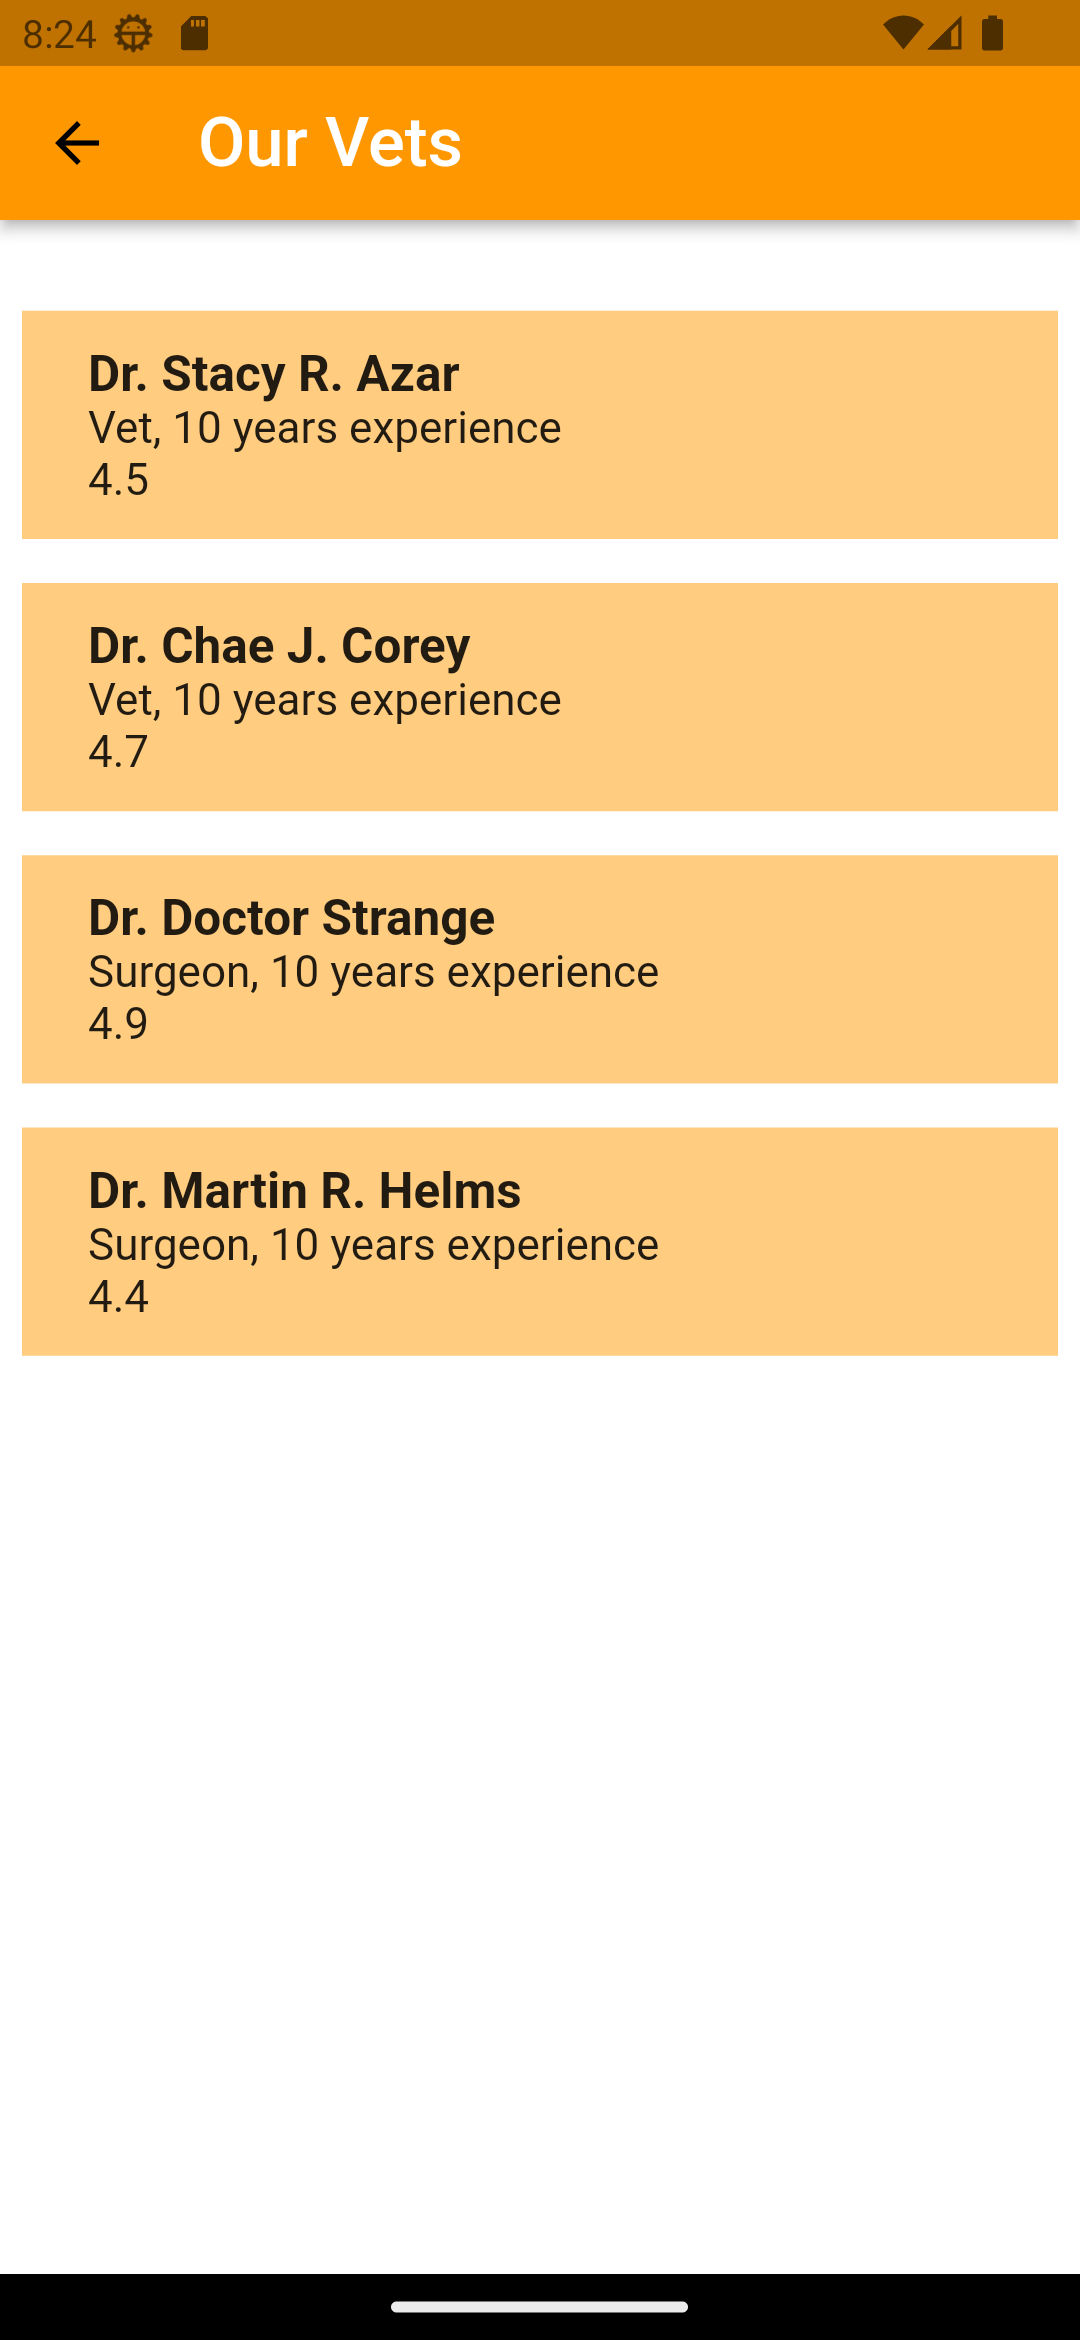 8:24
Our Vets
Dr. Stacy R. Azar
Vet, 10 years experience
4.5
Dr. Chae J. Corey
Vet, 10 years experience
4.7
Dr. Doctor Strange
Surgeon, 10 years experience
4.9
Dr. Martin R. Helms
Surgeon, 10 years experience
4.4